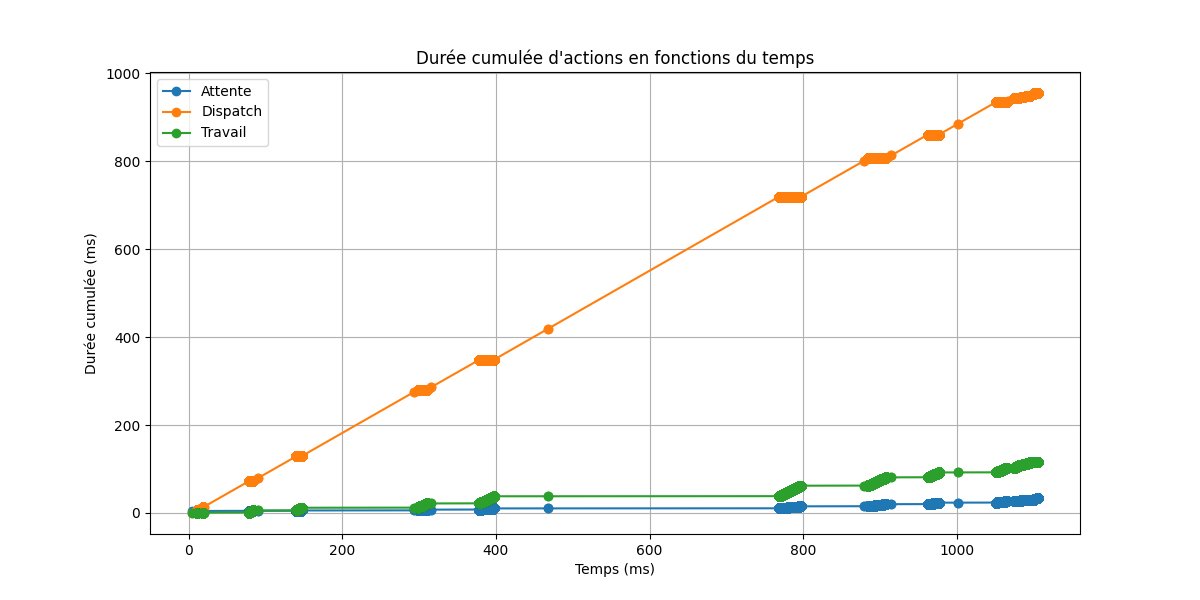 Durée cumulée d'actions en fonctions du temps
Attente
Dispatch
Travail
Durée cumulée (ms)
1000
800
600
400
200
0
0 200 400 600 800 1000
Temps (ms)